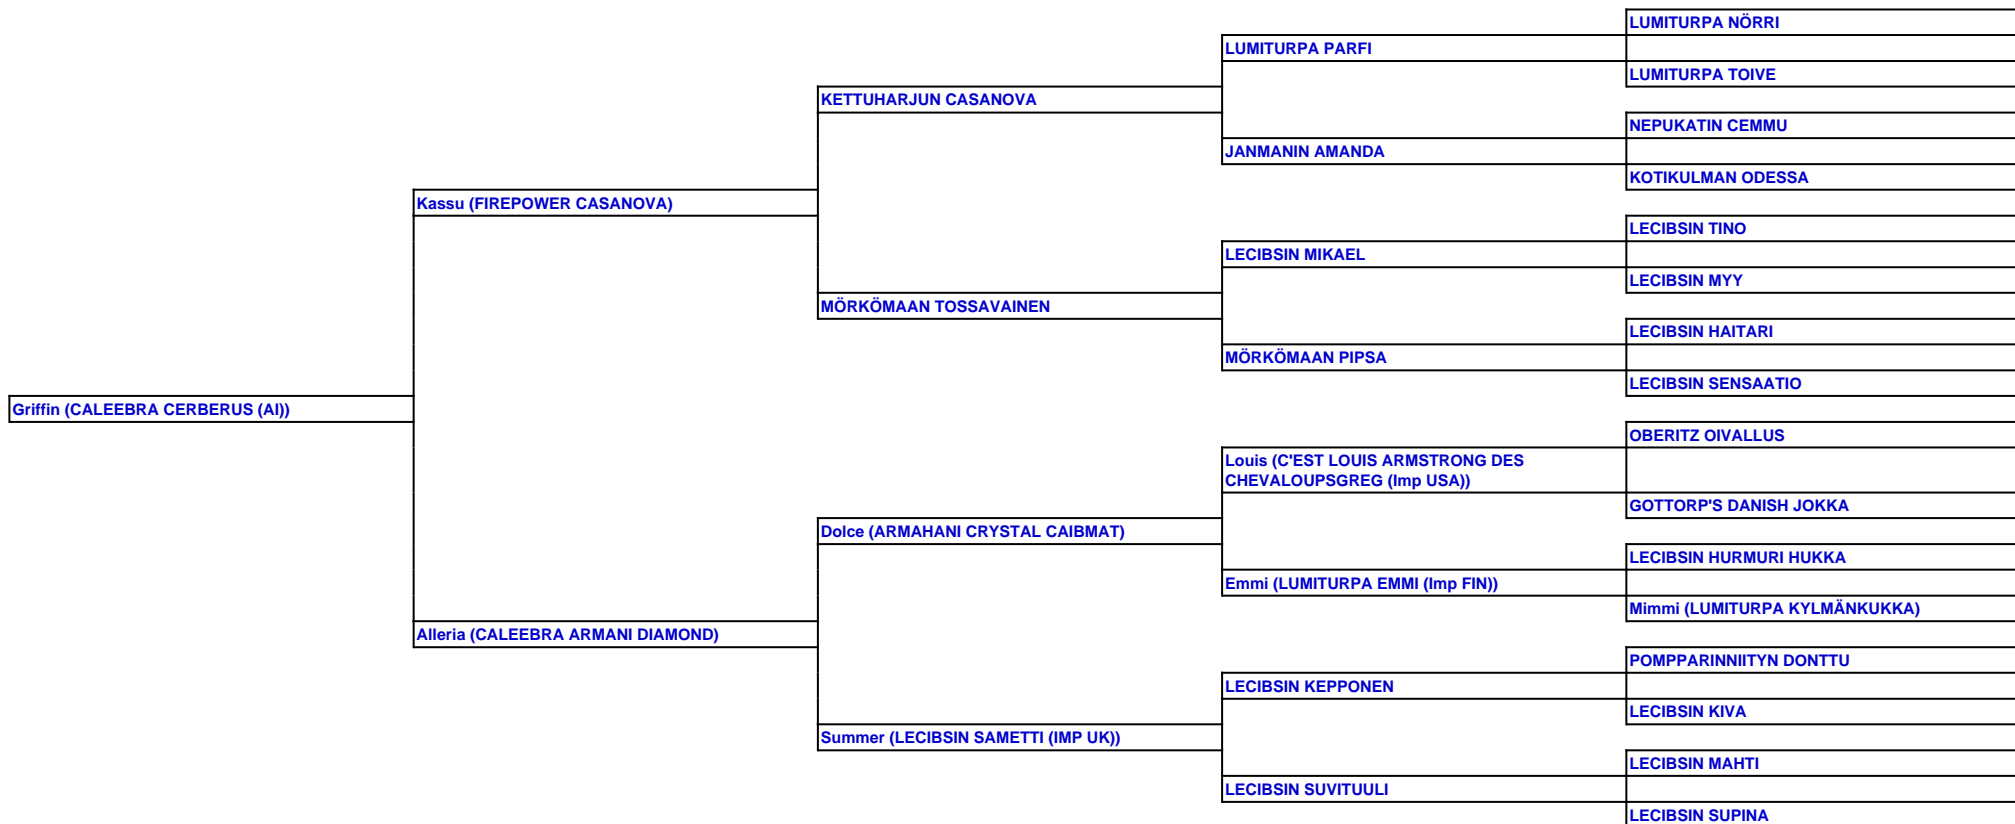 LUMITURPA NÖRRI
LUMITURPA PARFI
LUMITURPA TOIVE
KETTUHARJUN CASANOVA
NEPUKATIN CEMMU
JANMANIN AMANDA
KOTIKULMAN ODESSA
Kassu (FIREPOWER CASANOVA)
LECIBSIN TINO
LECIBSIN MIKAEL
LECIBSIN MYY
MÖRKÖMAAN TOSSAVAINEN
LECIBSIN HAITARI
MÖRKÖMAAN PIPSA
LECIBSIN SENSAATIO
Griffin (CALEEBRA CERBERUS (AI))
OBERITZ OIVALLUS
Louis (C'EST LOUIS ARMSTRONG DES
CHEVALOUPSGREG (Imp USA))
GOTTORP'S DANISH JOKKA
Dolce (ARMAHANI CRYSTAL CAIBMAT)
LECIBSIN HURMURI HUKKA
Emmi (LUMITURPA EMMI (Imp FIN))
Mimmi (LUMITURPA KYLMÄNKUKKA)
Alleria (CALEEBRA ARMANI DIAMOND)
POMPPARINNIITYN DONTTU
LECIBSIN KEPPONEN
LECIBSIN KIVA
Summer (LECIBSIN SAMETTI (IMP UK))
LECIBSIN MAHTI
LECIBSIN SUVITUULI
LECIBSIN SUPINA